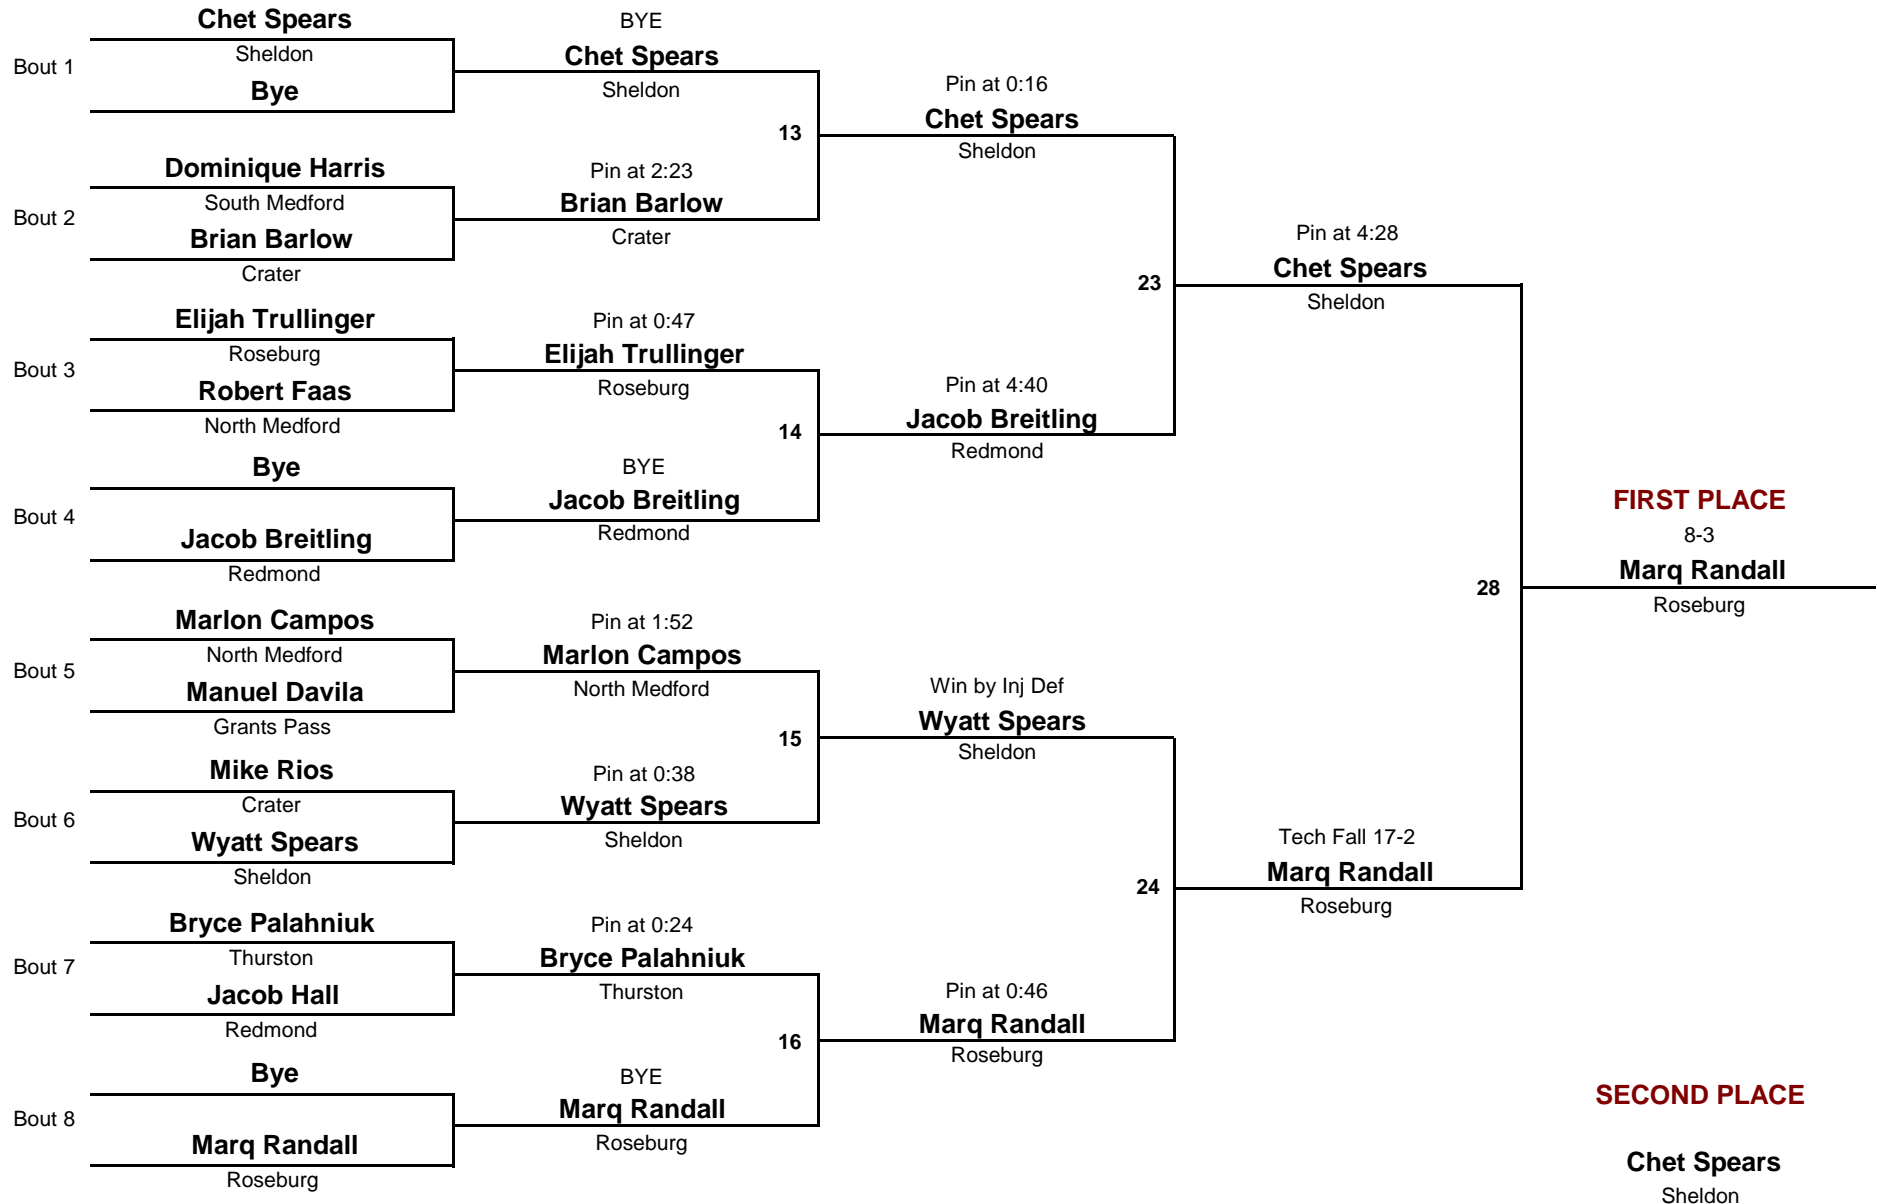 Chet Spears
Sheldon
Bout 1
Bye
Dominique Harris
South Medford
Bout 2
Brian Barlow
Crater
Elijah Trullinger
Roseburg
Bout 3
Robert Faas
North Medford
Bye
Bout 4
Jacob Breitling
Redmond
Marlon Campos
North Medford
Bout 5
Manuel Davila
Grants Pass
Mike Rios
Crater
Bout 6
Wyatt Spears
Sheldon
Bryce Palahniuk
Thurston
Bout 7
Jacob Hall
Redmond
Bye
Bout 8
Marq Randall
Roseburg
BYE
Chet Spears
Sheldon
13
Pin at 2:23
Brian Barlow
Crater
Pin at 0:47
Elijah Trullinger
Roseburg
14
BYE
Jacob Breitling
Redmond
Pin at 1:52
Marlon Campos
North Medford
15
Pin at 0:38
Wyatt Spears
Sheldon
Pin at 0:24
Bryce Palahniuk
Thurston
16
BYE
Marq Randall
Roseburg
Pin at 0:16
Chet Spears
Sheldon
23
Pin at 4:40
Jacob Breitling
Redmond
Win by Inj Def
Wyatt Spears
Sheldon
24
Pin at 0:46
Marq Randall
Roseburg
Pin at 4:28
Chet Spears
Sheldon
28
Tech Fall 17-2
Marq Randall
Roseburg
FIRST PLACE
8-3
Marq Randall
Roseburg
SECOND PLACE
Chet Spears
Sheldon